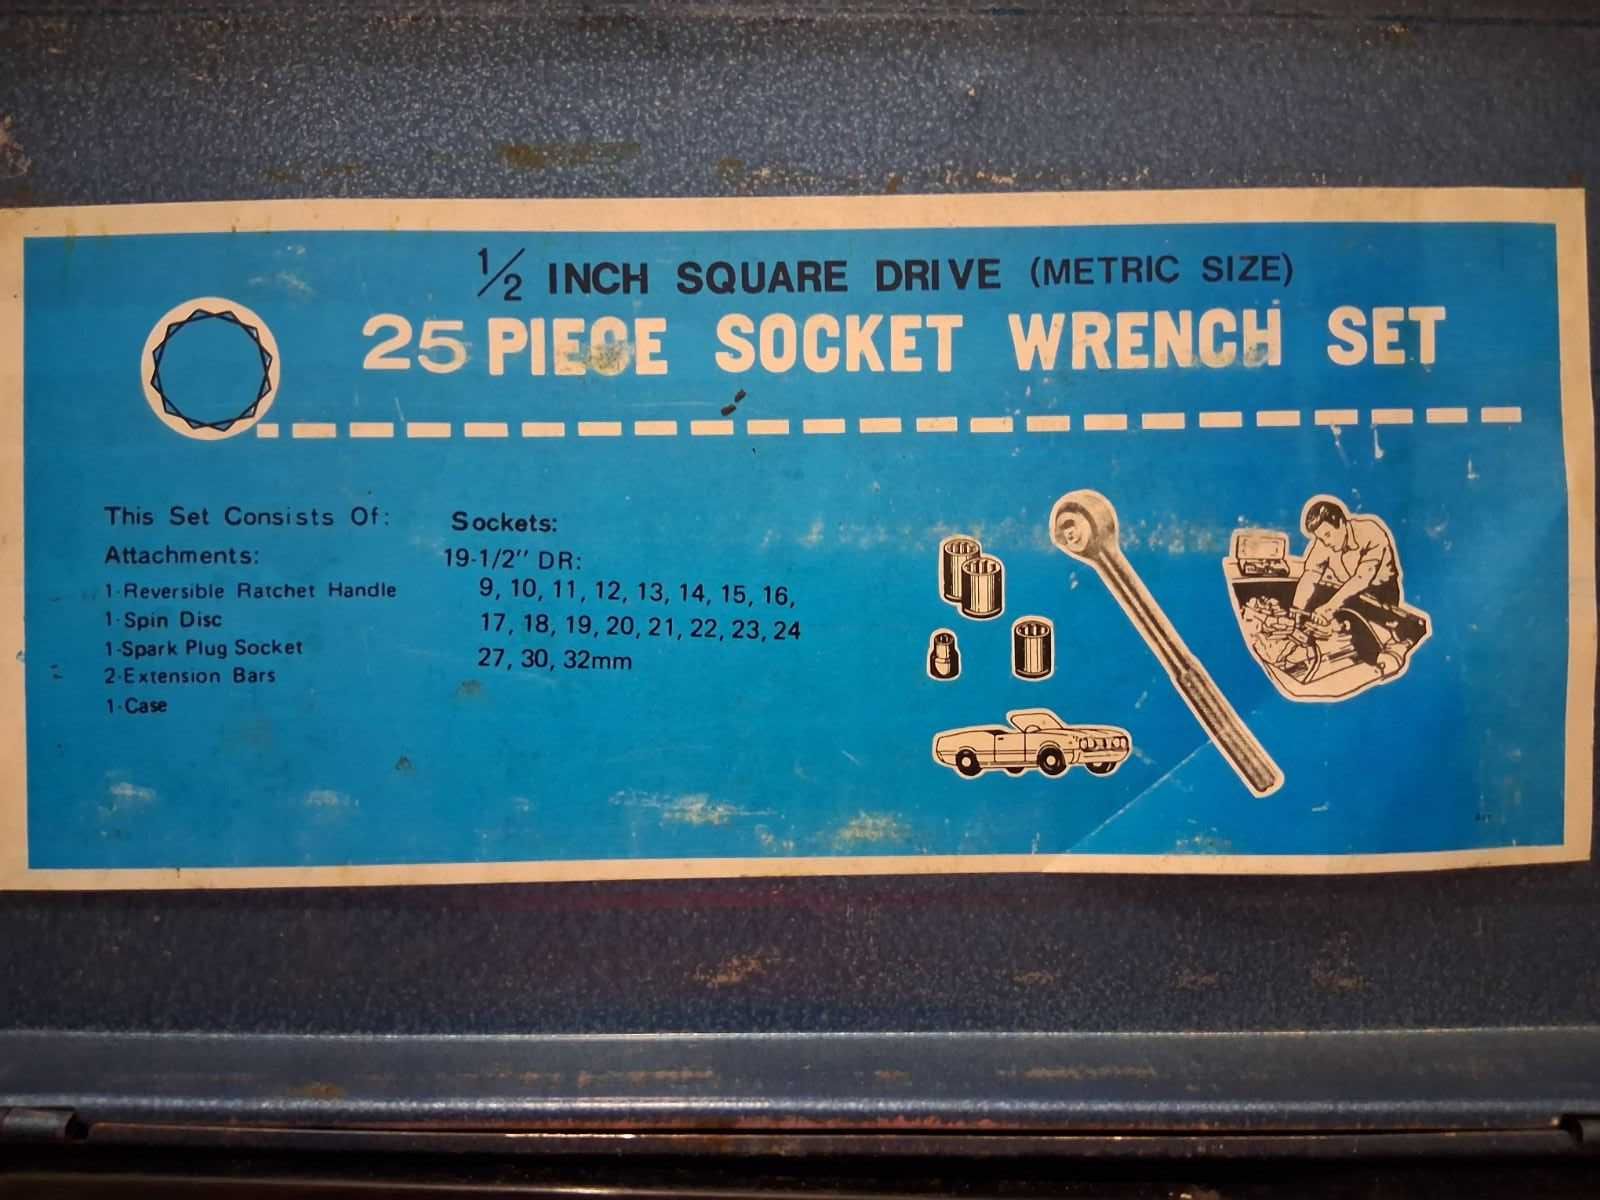 1/2 INCH SQUARE DRIVE (METRIC SIZE)
25 PIECE SOCKET WRENCH SET
This Set Consists Of:
Attachments:
1-Reversible Ratchet Handle
1-Spin Disc
1-Spark Plug Socket
2-Extension Bars
1-Case
Sockets:
19-1/2″ DR:
9, 10, 11, 12, 13, 14, 15, 16,
17, 18, 19, 20, 21, 22, 23, 24
27, 30, 32mm